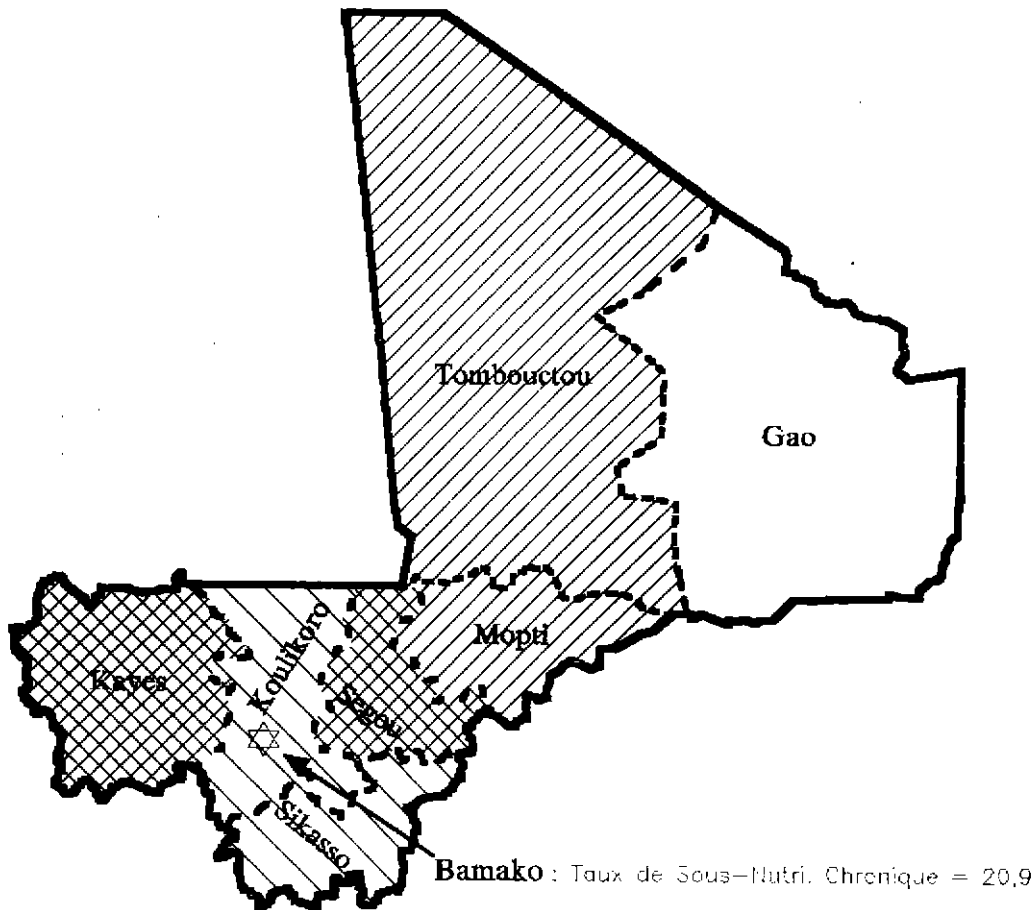 Tombouctou
Gao
Mopti
Koulikoro
Kayes
Segou
Sikasso
Bamako : Taux de Sous-Nutri. Chronique = 20,9